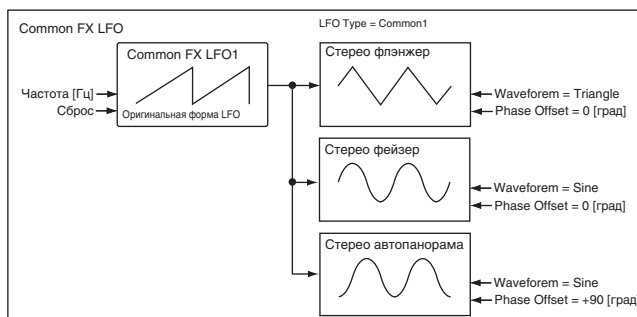 Common FX LFO
LFO Type = Common1
Common FX LFO1
Частота [Гц]
Сброс
Оригинальная форма LFO
Стерео флэнжер
Waveforem = Triangle
Phase Offset = 0 [град]
Стерео фейзер
Waveforem = Sine
Phase Offset = 0 [град]
Стерео автопанорама
Waveforem = Sine
Phase Offset = +90 [град]